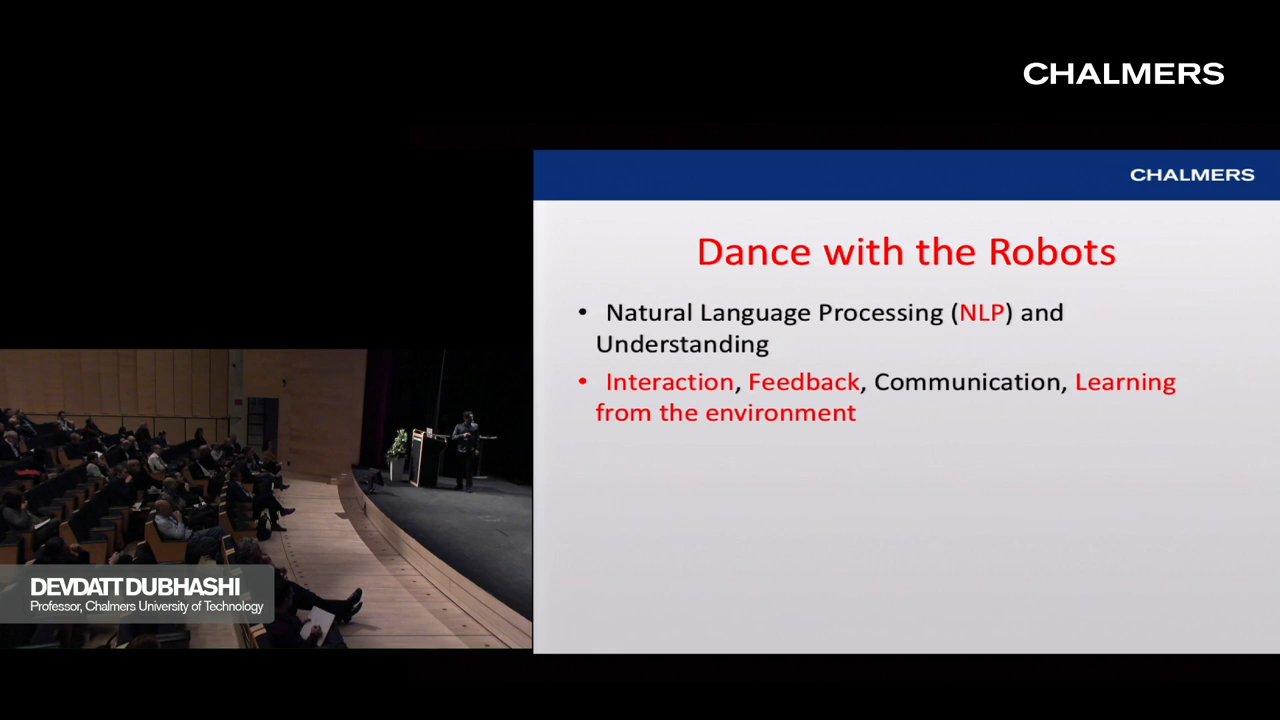 CHALMERS
CHALMERS
Dance with the Robots
• Natural Language Processing (NLP) and
Understanding
• Interaction, Feedback, Communication, Learning
from the environment
DEVDATT DUBHASHI
Professor, Chalmers University of Technology